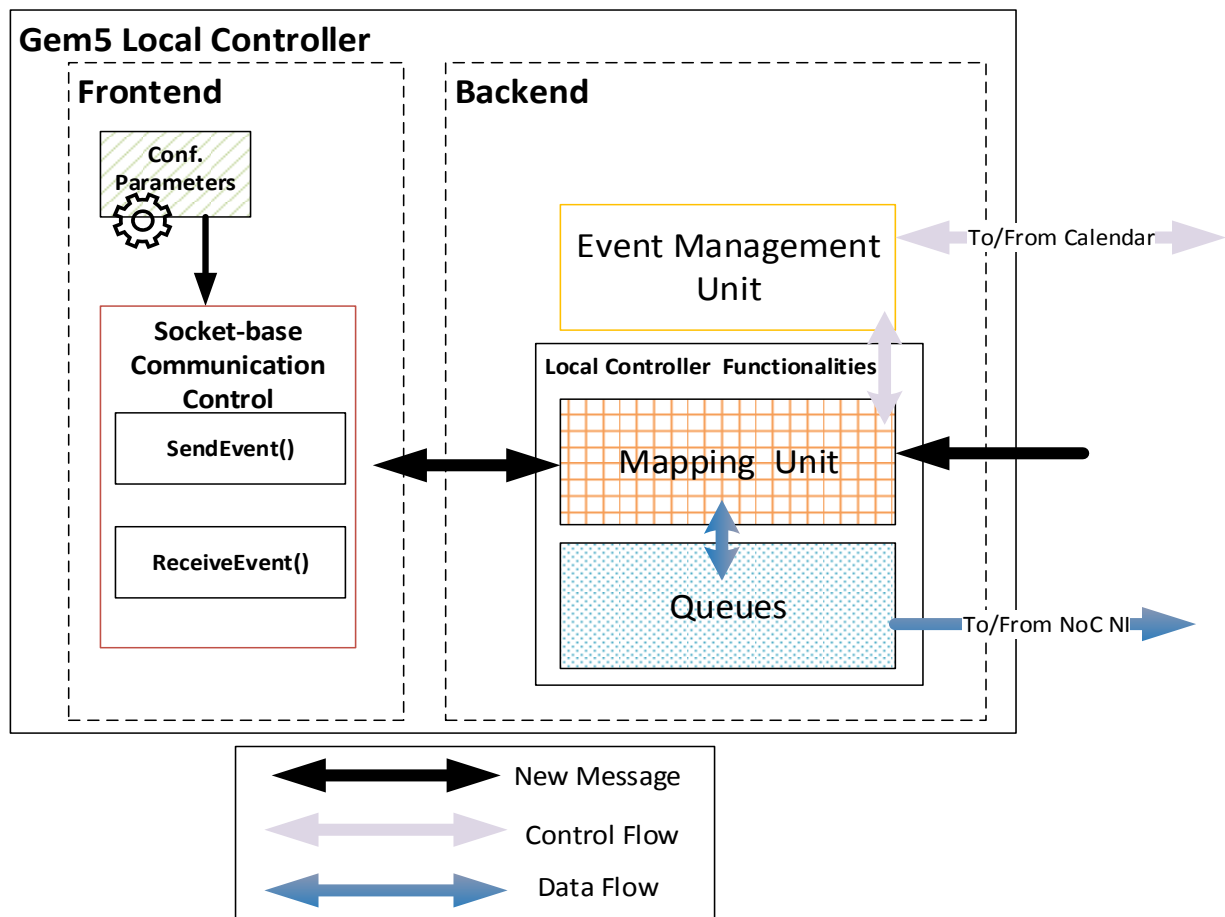 Gem5 Local Controller
Frontend
Conf.
Parameters
Socket-base
Communication
Control
SendEvent()
ReceiveEvent()
Backend
Event Management
Unit
To/From Calendar
Local Controller Functionalities
Mapping Unit
Queues
To/From NoC NI
New Message
Control Flow
Data Flow